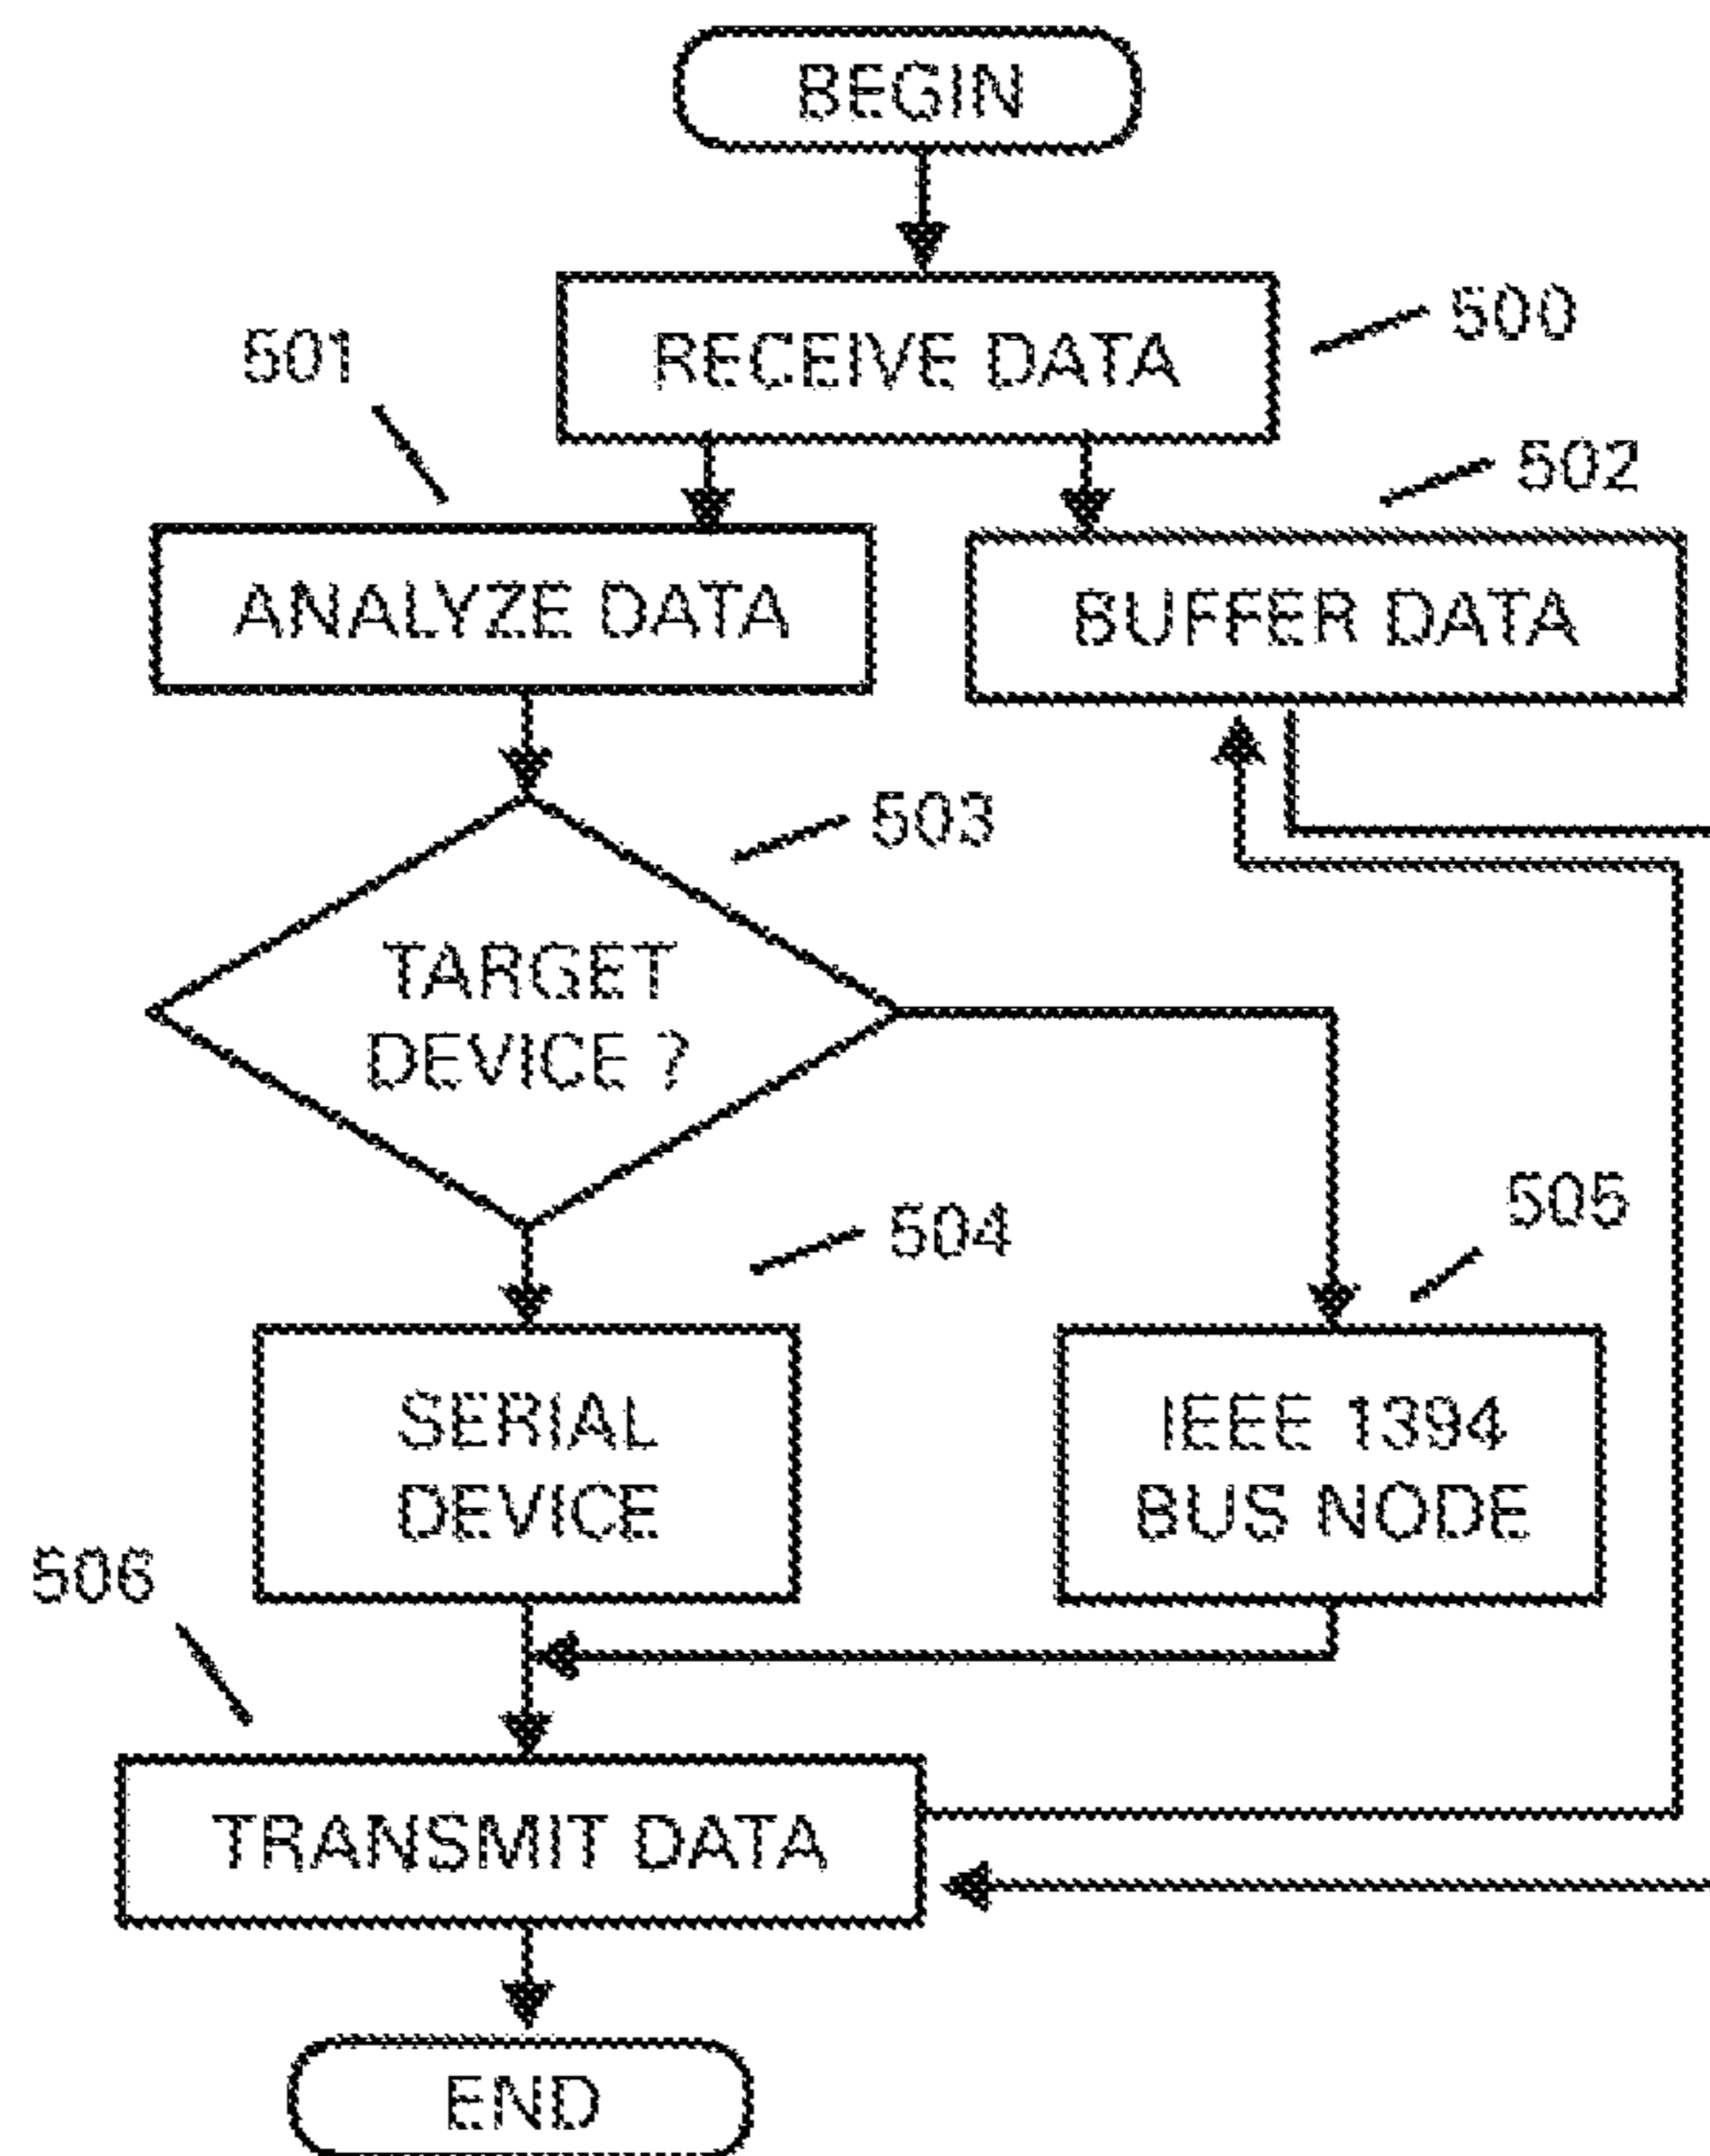 BEGIN
RECEIVE DATA
500
501
502
ANALYZE DATA
BUFFER DATA
503
TARGET
DEVICE ?
504
505
SERIAL
DEVICE
IEEE 1394
BUS NODE
506
TRANSMIT DATA
END